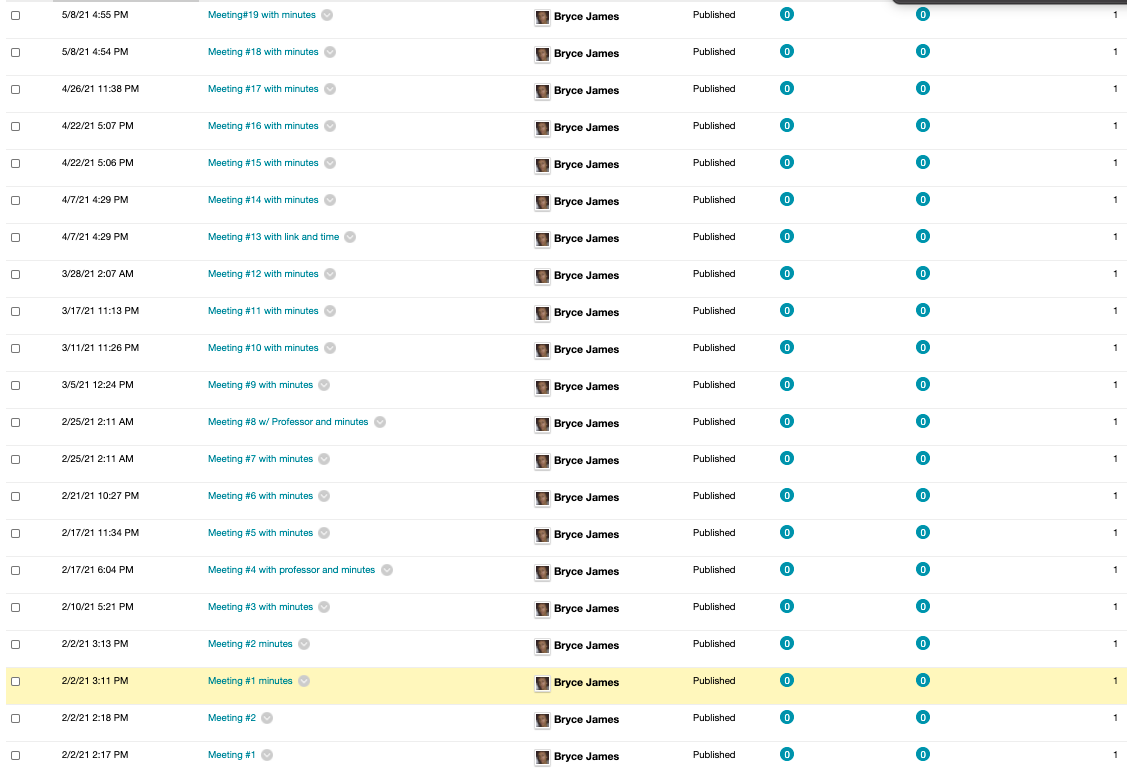 5/8/21 4:55 PM Meeting#19 with minutes Bryce James Published 0 0 1
5/8/21 4:54 PM Meeting #18 with minutes Bryce James Published 0 0 1
4/26/21 11:38 PM Meeting #17 with minutes Bryce James Published 0 0 1
4/22/21 5:07 PM Meeting #16 with minutes Bryce James Published 0 0 1
4/22/21 5:06 PM Meeting #15 with minutes Bryce James Published 0 0 1
4/7/21 4:29 PM Meeting #14 with minutes Bryce James Published 0 0 1
4/7/21 4:29 PM Meeting #13 with link and time Bryce James Published 0 0 1
3/28/21 2:07 AM Meeting #12 with minutes Bryce James Published 0 0 1
3/17/21 11:13 PM Meeting #11 with minutes Bryce James Published 0 0 1
3/11/21 11:26 PM Meeting #10 with minutes Bryce James Published 0 0 1
3/5/21 12:24 PM Meeting #9 with minutes Bryce James Published 0 0 1
2/25/21 2:11 AM Meeting #8 w/ Professor and minutes Bryce James Published 0 0 1
2/25/21 2:11 AM Meeting #7 with minutes Bryce James Published 0 0 1
2/21/21 10:27 PM Meeting #6 with minutes Bryce James Published 0 0 1
2/17/21 11:34 PM Meeting #5 with minutes Bryce James Published 0 0 1
2/17/21 6:04 PM Meeting #4 with professor and minutes Bryce James Published 0 0 1
2/10/21 5:21 PM Meeting #3 with minutes Bryce James Published 0 0 1
2/2/21 3:13 PM Meeting #2 minutes Bryce James Published 0 0 1
2/2/21 3:11 PM Meeting #1 minutes Bryce James Published 0 0 1
2/2/21 2:18 PM Meeting #2 Bryce James Published 0 0 1
2/2/21 2:17 PM Meeting #1 Bryce James Published 0 0 1